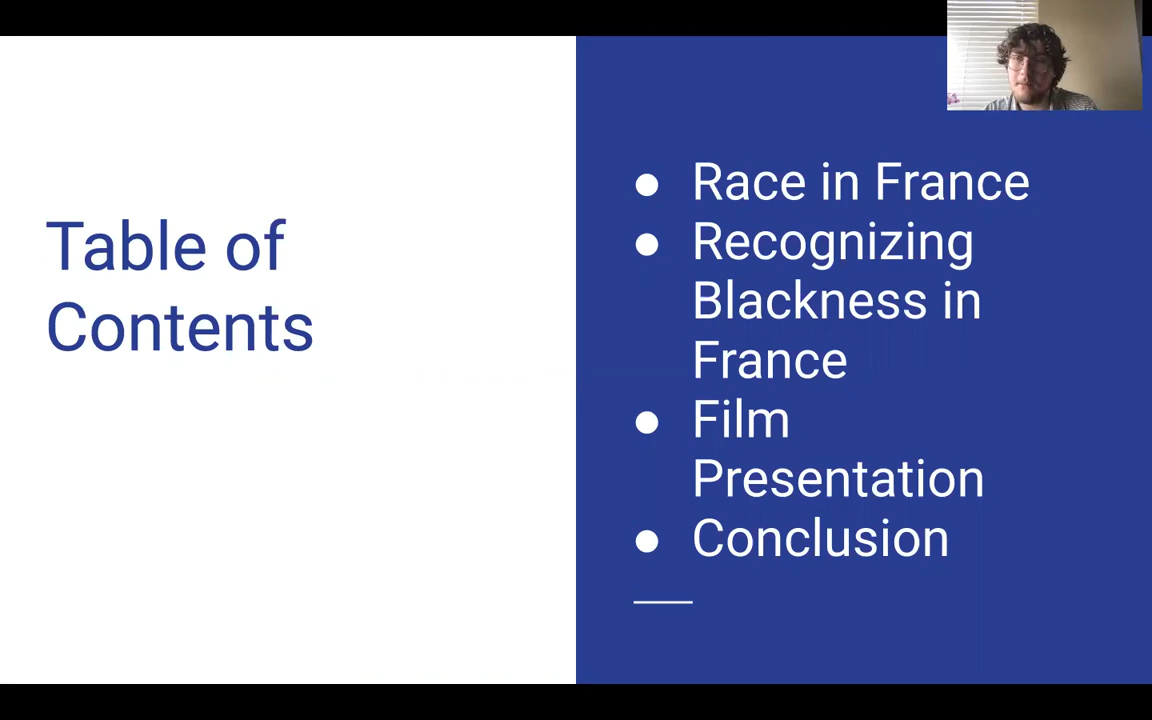 Table of
Contents
● Race in France
● Recognizing
Blackness in
France
● Film
Presentation
● Conclusion